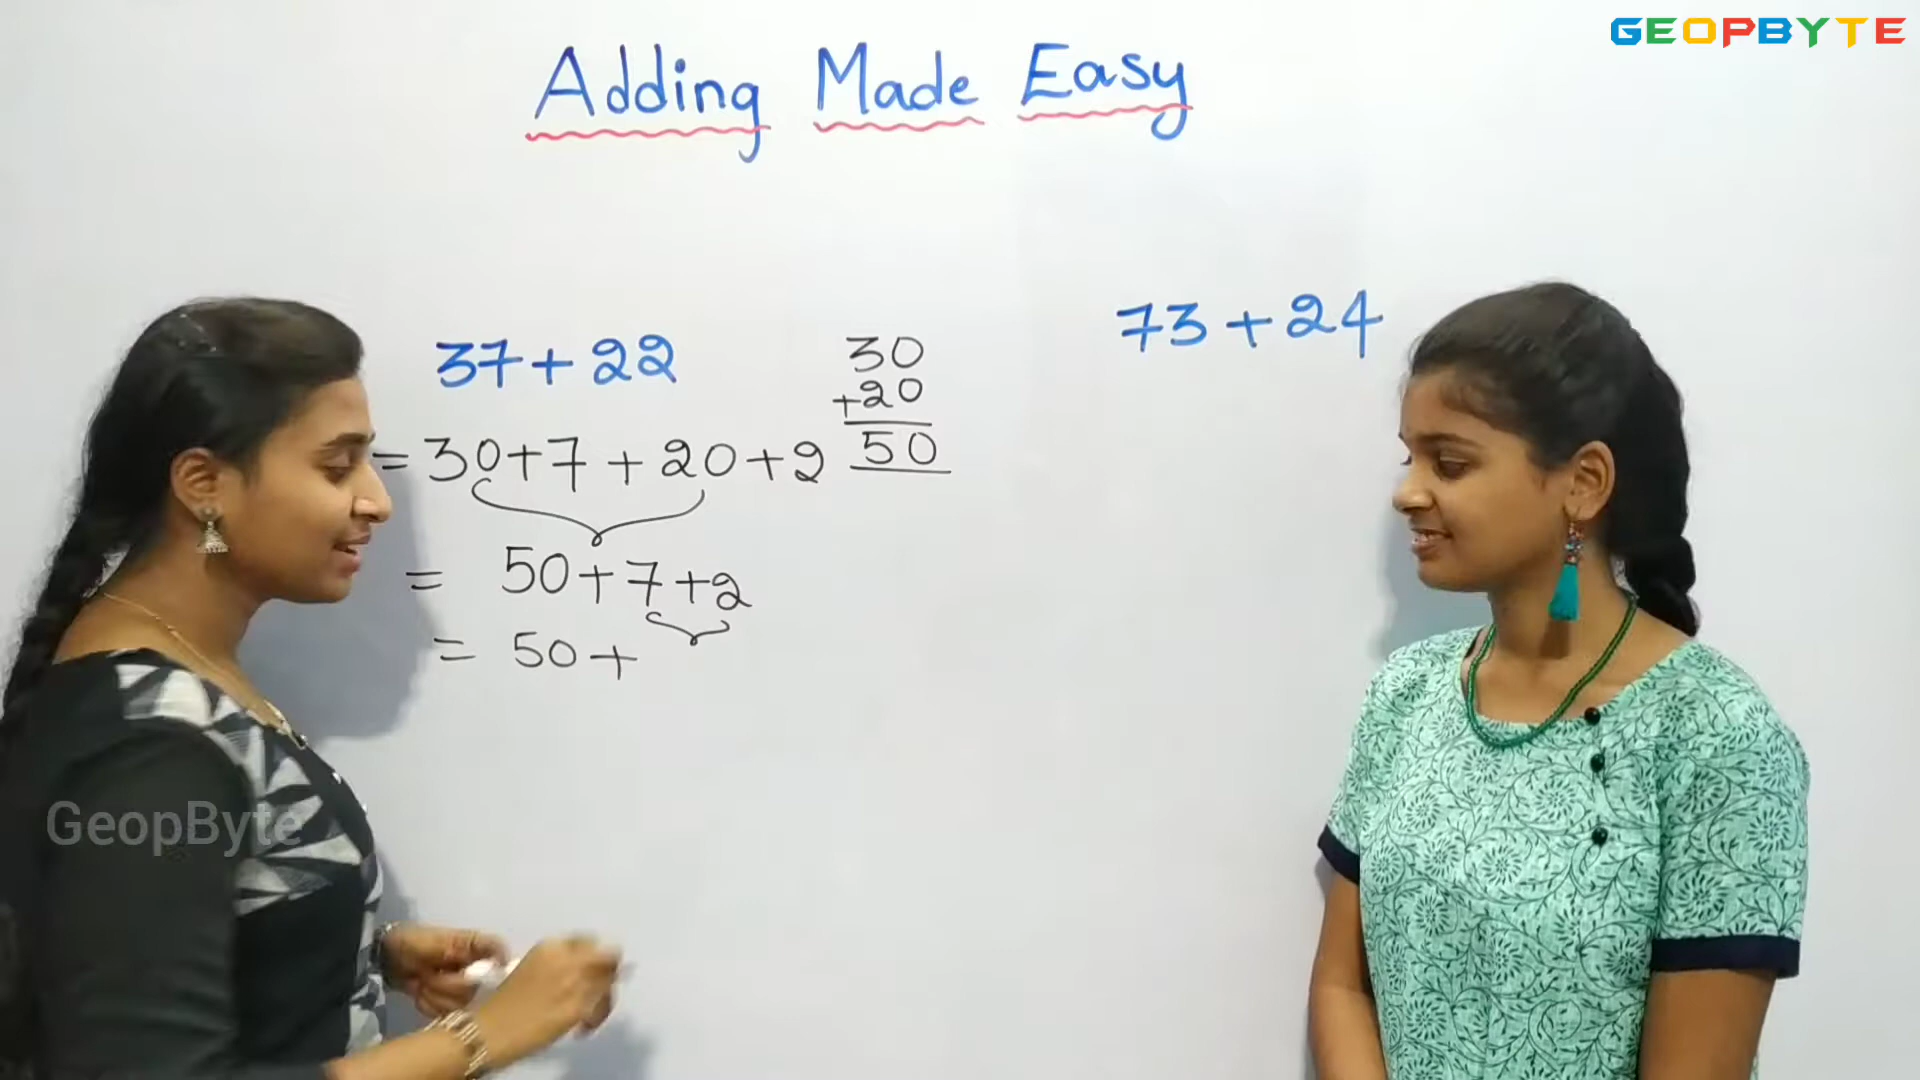 GEOPBYTE
Adding Made Easy
37+22
= 30+7+20+2
= 50+7+2
= 50+
30
+20
50
73+24
GeopByte